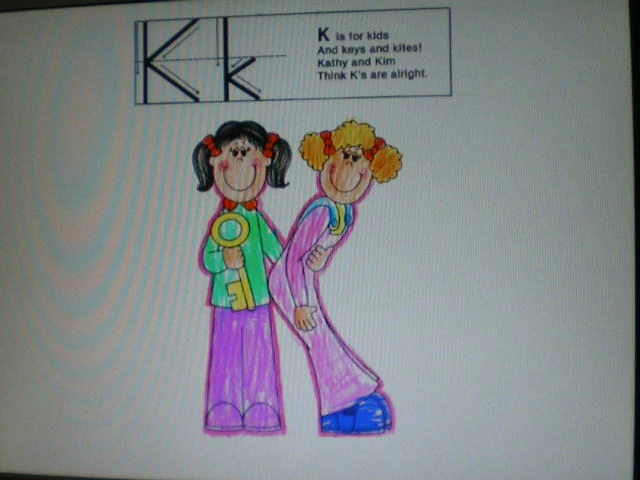 Kk
K is for kids
And keys and kites!
Kathy and Kim
Think K's are alright.